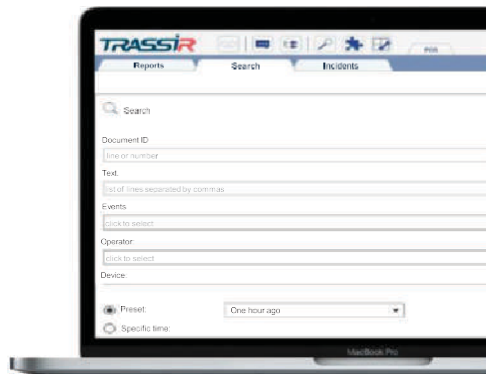 TRASSIR
POS
Reports Search Incidents
Search
Document ID
line or number
Text:
list of lines separated by commas
Events
click to select
Operator:
click to select
Device:
Preset: One hour ago
Specific time:
MacBook Pro